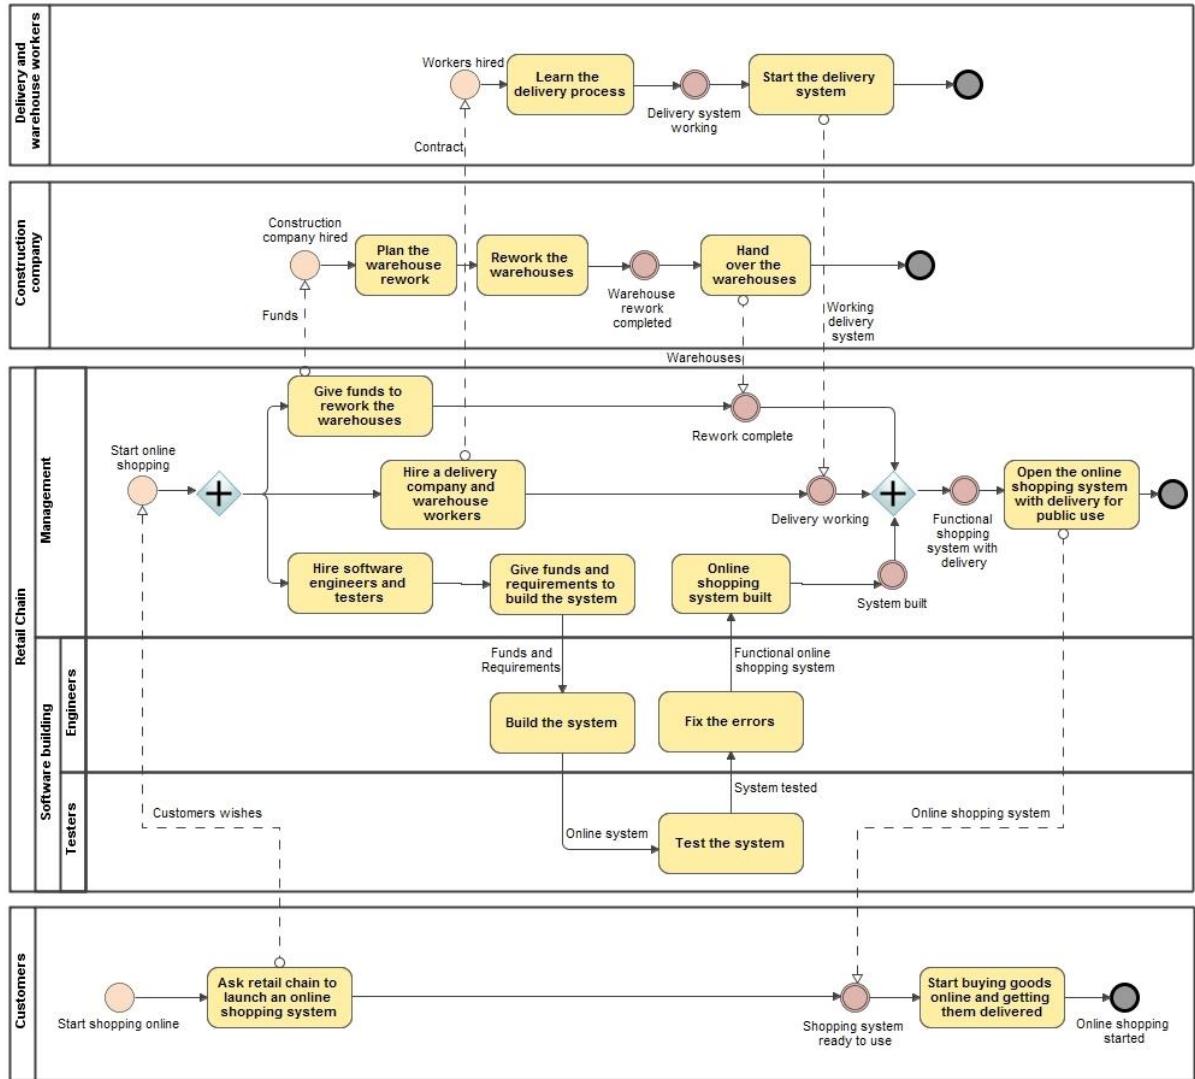 Delivery and
warehouse workers
Workers hired
Learn the
delivery process
Delivery system
working
Start the delivery
system
Contract
Construction
company
Construction
company hired
Plan the
warehouse
rework
Rework the
warehouses
Warehouse
rework
completed
Hand
over the
warehouses
Funds
Working
delivery
system
Warehouses
Retail Chain
Management
Start online
shopping
Give funds to
rework the
warehouses
Rework complete
Hire a delivery
company and
warehouse
workers
Delivery working
Functional
shopping
system with
delivery
Open the online
shopping system
with delivery for
public use
Hire software
engineers and
testers
Give funds and
requirements to
build the system
Online
shopping
system built
System built
Software building
Engineers
Funds and
Requirements
Functional online
shopping system
Build the system
Fix the errors
Testers
System tested
Customers wishes
Online system
Test the system
Online shopping system
Customers
Start shopping online
Ask retail chain to
launch an online
shopping system
Shopping system
ready to use
Start buying goods
online and getting
them delivered
Online shopping
started